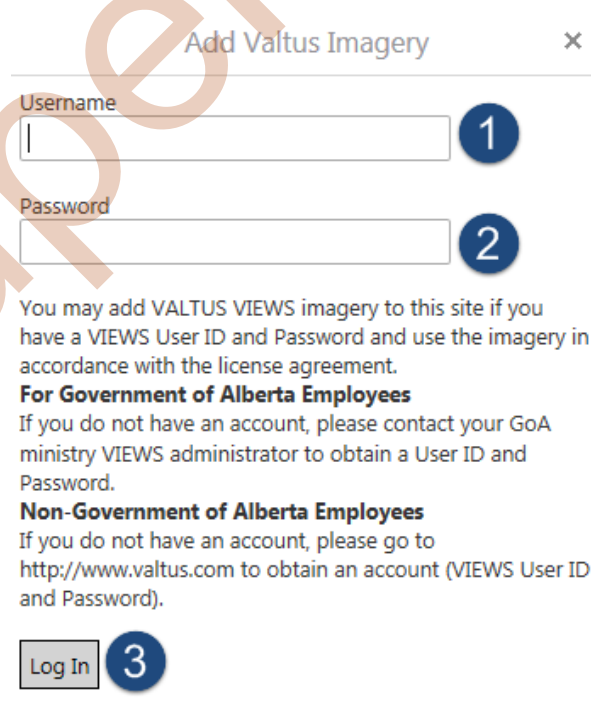 Add Valtus Imagery ×
Username
1
Password
2
You may add VALTUS VIEWS imagery to this site if you
have a VIEWS User ID and Password and use the imagery in
accordance with the license agreement.
For Government of Alberta Employees
If you do not have an account, please contact your GoA
ministry VIEWS administrator to obtain a User ID and
Password.
Non-Government of Alberta Employees
If you do not have an account, please go to
http://www.valtus.com to obtain an account (VIEWS User ID
and Password).
Log In 3